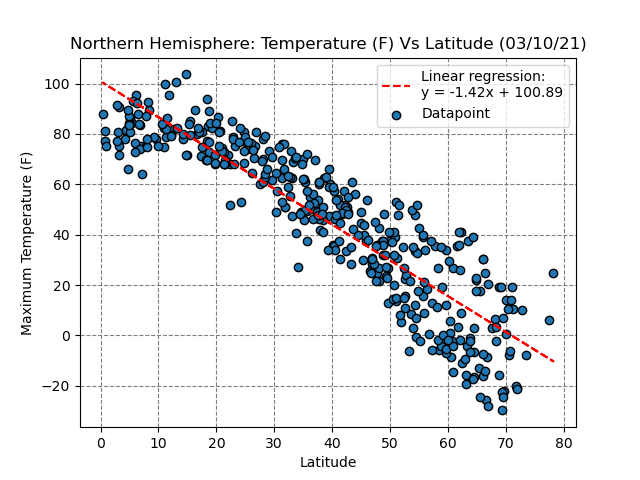 Northern Hemisphere: Temperature (F) Vs Latitude (03/10/21)
Linear regression:
y = -1.42x + 100.89
Datapoint
Maximum Temperature (F)
100
80
60
40
20
0
−20
0 10 20 30 40 50 60 70 80
Latitude